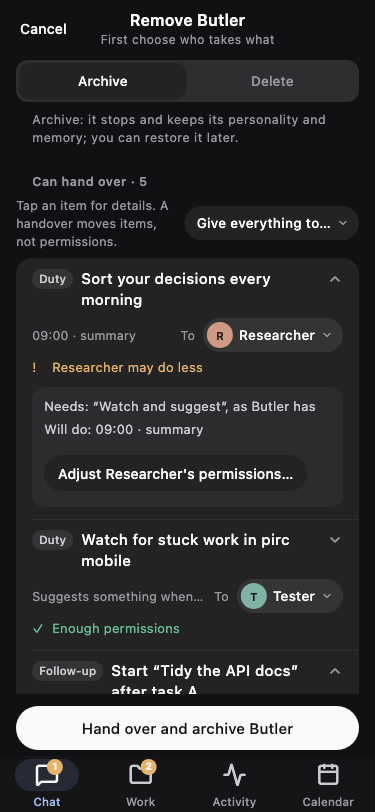 Cancel
Remove Butler
First choose who takes what
Archive
Delete
Archive: it stops and keeps its personality and
memory; you can restore it later.
Can hand over · 5
Tap an item for details. A
handover moves items,
not permissions.
Give everything to...
Duty
Sort your decisions every
morning
09:00 · summary
To
R
Researcher
! Researcher may do less
Needs: “Watch and suggest”, as Butler has
Will do: 09:00 · summary
Adjust Researcher's permissions...
Duty
Watch for stuck work in pirc
mobile
Suggests something when...
To
T
Tester
Enough permissions
Follow-up
Start “Tidy the API docs”
after task A
Hand over and archive Butler
1
2
Chat
Work
Activity
Calendar